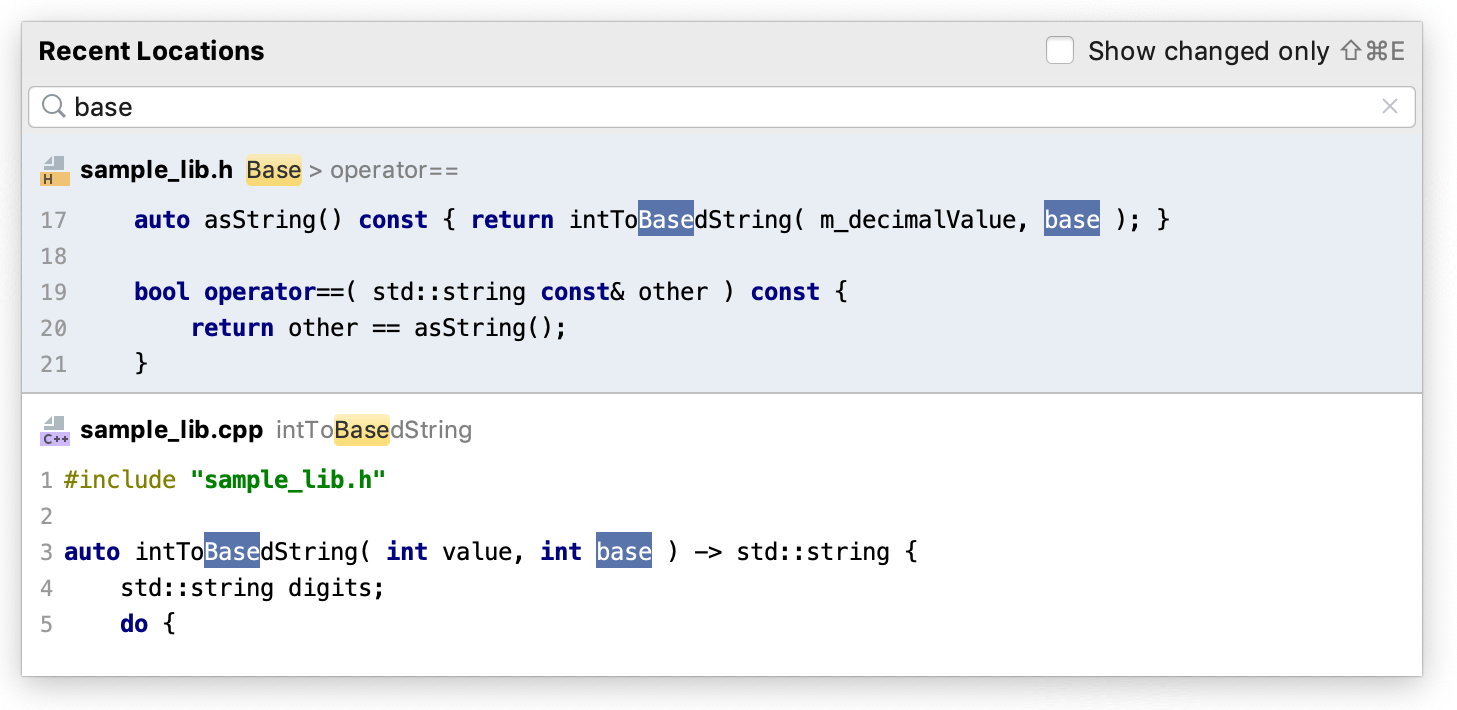 Recent Locations Show changed only ⇧⌘E
base
H sample_lib.h Base > operator==
17 auto asString() const { return intToBasedString( m_decimalValue, base ); }
18
19 bool operator==( std::string const& other ) const {
20 return other == asString();
21 }
C++ sample_lib.cpp intToBasedString
1 #include "sample_lib.h"
2
3 auto intToBasedString( int value, int base ) -> std::string {
4 std::string digits;
5 do {